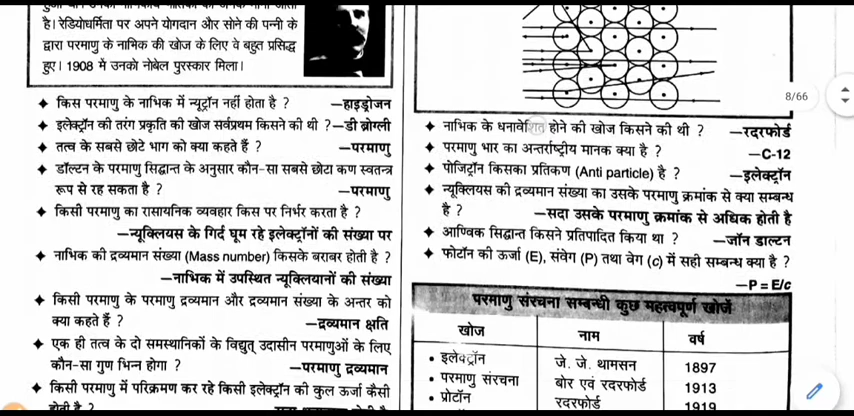 है। रेडियोधर्मिता पर अपने योगदान और सोने की पन्नी के
द्वारा परमाणु के नाभिक की खोज के लिए वे बहुत प्रसिद्ध
हुए। 1908 में उनको नोबेल पुरस्कार मिला।
किस परमाणु के नाभिक में न्यूट्रॉन नहीं होता है ? —हाइड्रोजन
इलेक्ट्रॉन की तरंग प्रकृति की खोज सर्वप्रथम किसने की थी ?—डी ब्रोग्ली
तत्व के सबसे छोटे भाग को क्या कहते हैं ? —परमाणु
डॉल्टन के परमाणु सिद्धान्त के अनुसार कौन-सा सबसे छोटा कण स्वतन्त्र
रूप से रह सकता है ? —परमाणु
किसी परमाणु का रासायनिक व्यवहार किस पर निर्भर करता है ?
—न्यूक्लियस के गिर्द घूम रहे इलेक्ट्रॉनों की संख्या पर
नाभिक की द्रव्यमान संख्या (Mass number) किसके बराबर होती है ?
—नाभिक में उपस्थित न्यूक्लियानों की संख्या
किसी परमाणु के परमाणु द्रव्यमान और द्रव्यमान संख्या के अन्तर को
क्या कहते हैं ? —द्रव्यमान क्षति
एक ही तत्व के दो समस्थानिकों के विद्युत् उदासीन परमाणुओं के लिए
कौन-सा गुण भिन्न होगा ? —परमाणु द्रव्यमान
किसी परमाणु में परिक्रमण कर रहे किसी इलेक्ट्रॉन की कुल ऊर्जा कैसी
होती है ?
8/66
नाभिक के धनावेशित होने की खोज किसने की थी ? —रदरफोर्ड
परमाणु भार का अन्तर्राष्ट्रीय मानक क्या है ? —C-12
पोजिट्रॉन किसका प्रतिकण (Anti particle) है ? —इलेक्ट्रॉन
न्यूक्लियस की द्रव्यमान संख्या का उसके परमाणु क्रमांक से क्या सम्बन्ध
है ? —सदा उसके परमाणु क्रमांक से अधिक होती है
आण्विक सिद्धान्त किसने प्रतिपादित किया था ? —जॉन डाल्टन
फोटॉन की ऊर्जा (E), संवेग (P) तथा वेग (c) में सही सम्बन्ध क्या है ?
—P = E/c
परमाणु संरचना सम्बन्धी कुछ महत्वपूर्ण खोजें
खोज नाम वर्ष
• इलेक्ट्रॉन जे. जे. थामसन 1897
• परमाणु संरचना बोर एवं रदरफोर्ड 1913
• प्रोटॉन रदरफोर्ड 1919